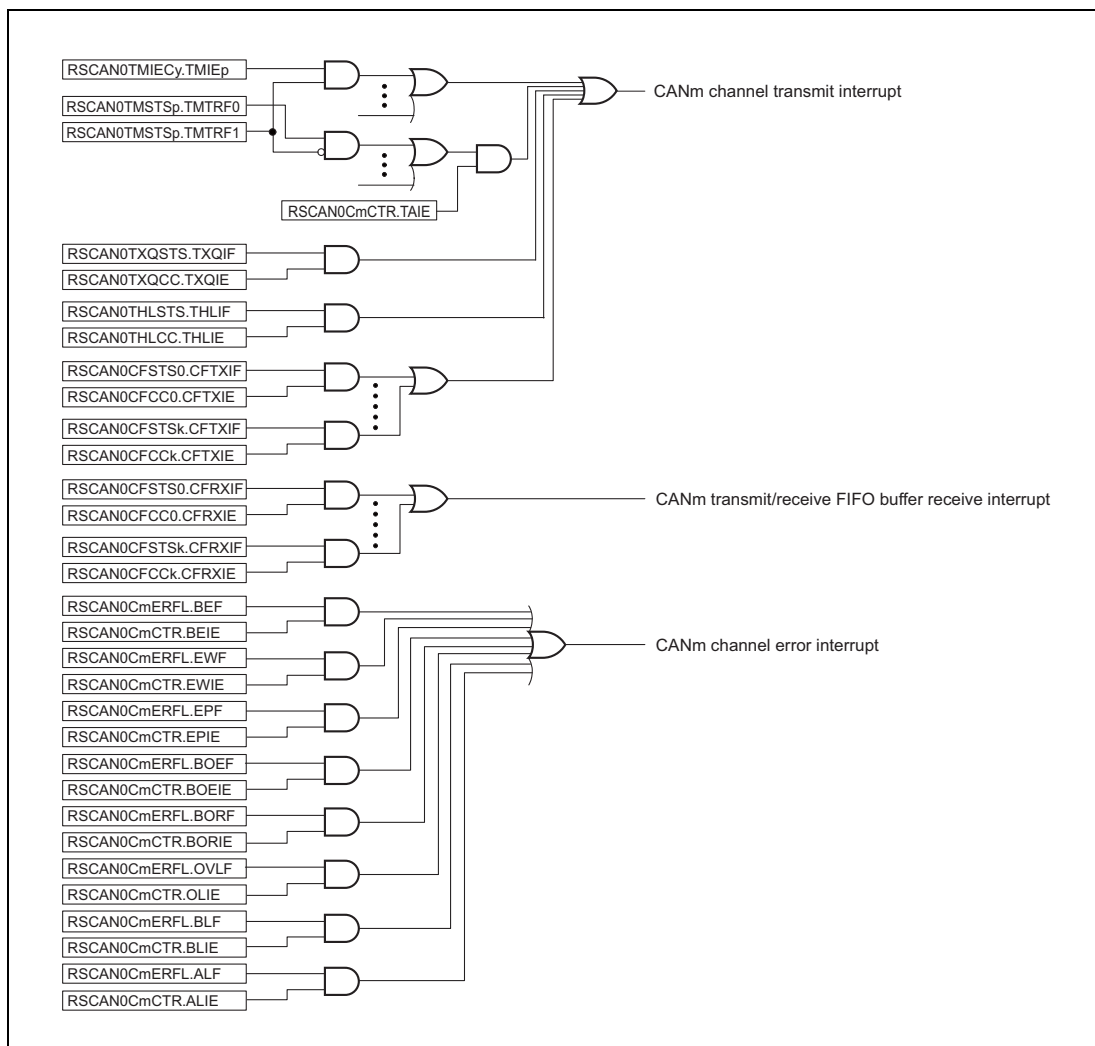 RSCAN0TMIECy.TMIEp
CANm channel transmit interrupt
RSCAN0TMSTSp.TMTRF0
RSCAN0TMSTSp.TMTRF1
RSCAN0CmCTR.TAIE
RSCAN0TXQSTS.TXQIF
RSCAN0TXQCC.TXQIE
RSCAN0THLSTS.THLIF
RSCAN0THLCC.THLIE
RSCAN0CFSTS0.CFTXIF
RSCAN0CFCC0.CFTXIE
RSCAN0CFSTSk.CFTXIF
RSCAN0CFCCk.CFTXIE
RSCAN0CFSTS0.CFRXIF
CANm transmit/receive FIFO buffer receive interrupt
RSCAN0CFCC0.CFRXIE
RSCAN0CFSTSk.CFRXIF
RSCAN0CFCCk.CFRXIE
RSCAN0CmERFL.BEF
RSCAN0CmCTR.BEIE
CANm channel error interrupt
RSCAN0CmERFL.EWF
RSCAN0CmCTR.EWIE
RSCAN0CmERFL.EPF
RSCAN0CmCTR.EPIE
RSCAN0CmERFL.BOEF
RSCAN0CmCTR.BOEIE
RSCAN0CmERFL.BORF
RSCAN0CmCTR.BORIE
RSCAN0CmERFL.OVLF
RSCAN0CmCTR.OLIE
RSCAN0CmERFL.BLF
RSCAN0CmCTR.BLIE
RSCAN0CmERFL.ALF
RSCAN0CmCTR.ALIE